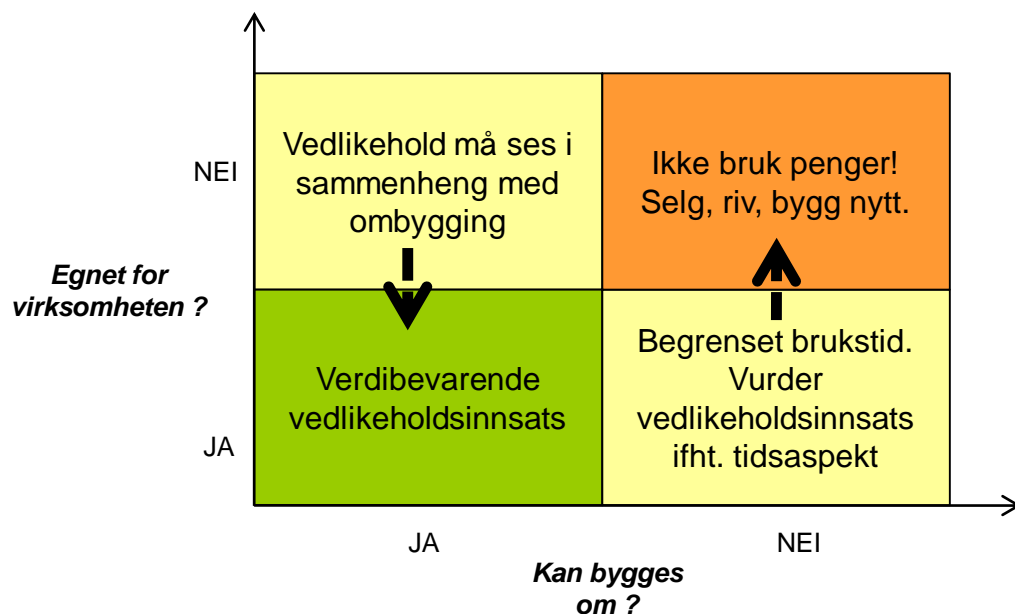 Vedlikehold må ses i
sammenheng med
ombygging
Ikke bruk penger!
Selg, riv, bygg nytt.
NEI
Egnet for
virksomheten ?
Verdibevarende
vedlikeholdsinnsats
Begrenset brukstid.
Vurder
vedlikeholdsinnsats
ifht. tidsaspekt
JA
JA
NEI
Kan bygges
om ?